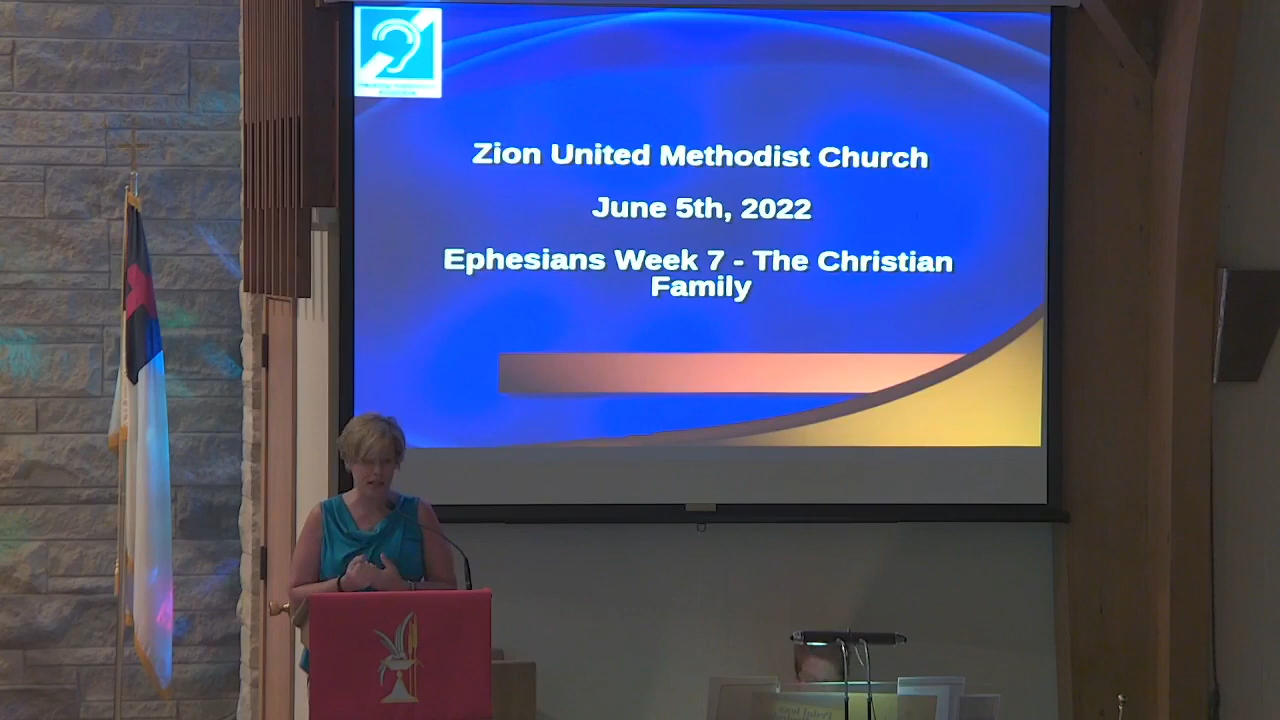 Zion United Methodist Church
June 5th, 2022
Ephesians Week 7 - The Christian
Family